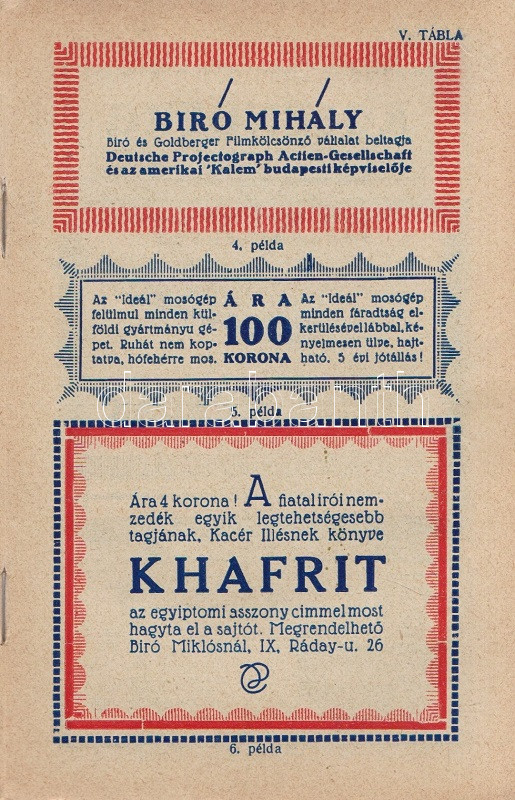 V. TÁBLA
BIRÓ MIHÁLY
Biró és Goldberger Filmkölcsönző vállalat beltagja
Deutsche Projectograph Actien-Gesellschaft
és az amerikai 'Kalem' budapesti képviselője
4. példa
Az "Ideál" mosógép
felülmul minden kül-
földi gyártmányu gé-
pet. Ruhát nem kop-
tatva, hófehérre mos.
ÁRA
100
KORONA
Az "Ideál" mosógép
minden fáradtság el-
kerülésével lábbal, ké-
nyelmesen ülve, hajt-
ható. 5 évi jótállás!
5. példa
darabanth
Ára 4 korona! A fiatal irói nem-
zedék egyik legtehetségesebb
tagjának, Kacér Illésnek könyve
KHAFRIT
az egyiptomi asszony cimmel most
hagyta el a sajtót. Megrendelhető
Biró Miklósnál, IX, Ráday-u. 26
6. példa